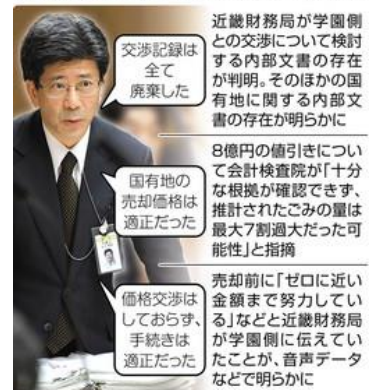 交渉記録は
全て
廃棄した
近畿財務局が学園側
との交渉について検討
する内部文書の存在
が判明。そのほかの国
有地に関する内部文
書の存在が明らかに
国有地の
売却価格は
適正だった
8億円の値引きについ
て会計検査院が「十分
な根拠が確認できず、
推計されたごみの量は
最大7割過大だった可
能性」と指摘
価格交渉は
しておらず、
手続きは
適正だった
売却前に「ゼロに近い
金額まで努力してい
る」などと近畿財務局
が学園側に伝えてい
たことが、音声データ
などで明らかに